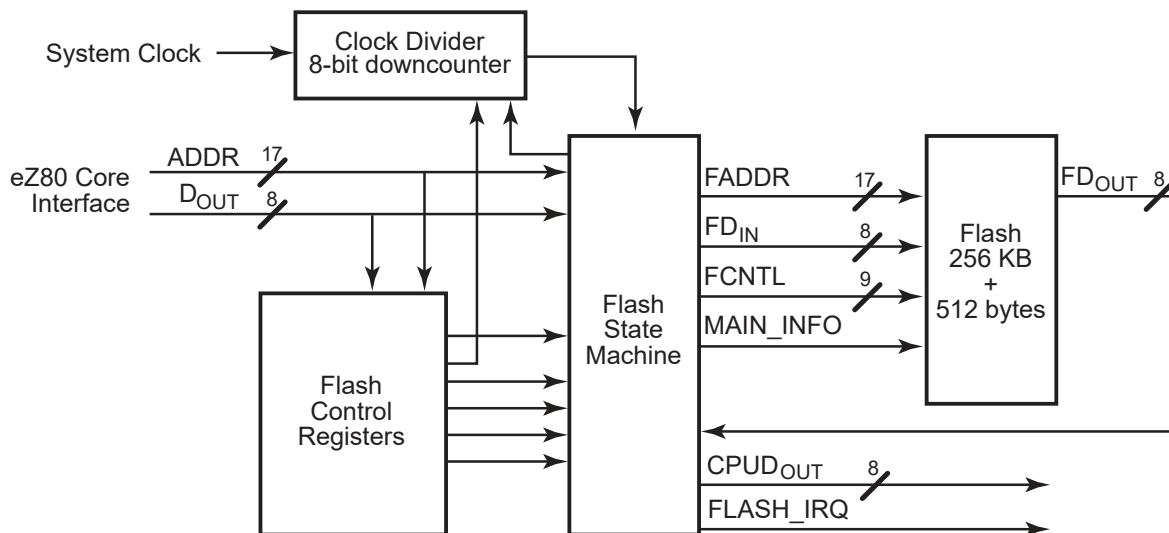 System Clock
Clock Divider
8-bit downcounter
eZ80 Core
Interface
ADDR
17
DOUT
8
Flash
Control
Registers
Flash
State
Machine
FADDR
17
FDIN
8
FCNTL
9
MAIN_INFO
Flash
256 KB
+
512 bytes
FDOUT
8
CPUDOUT
8
FLASH_IRQ